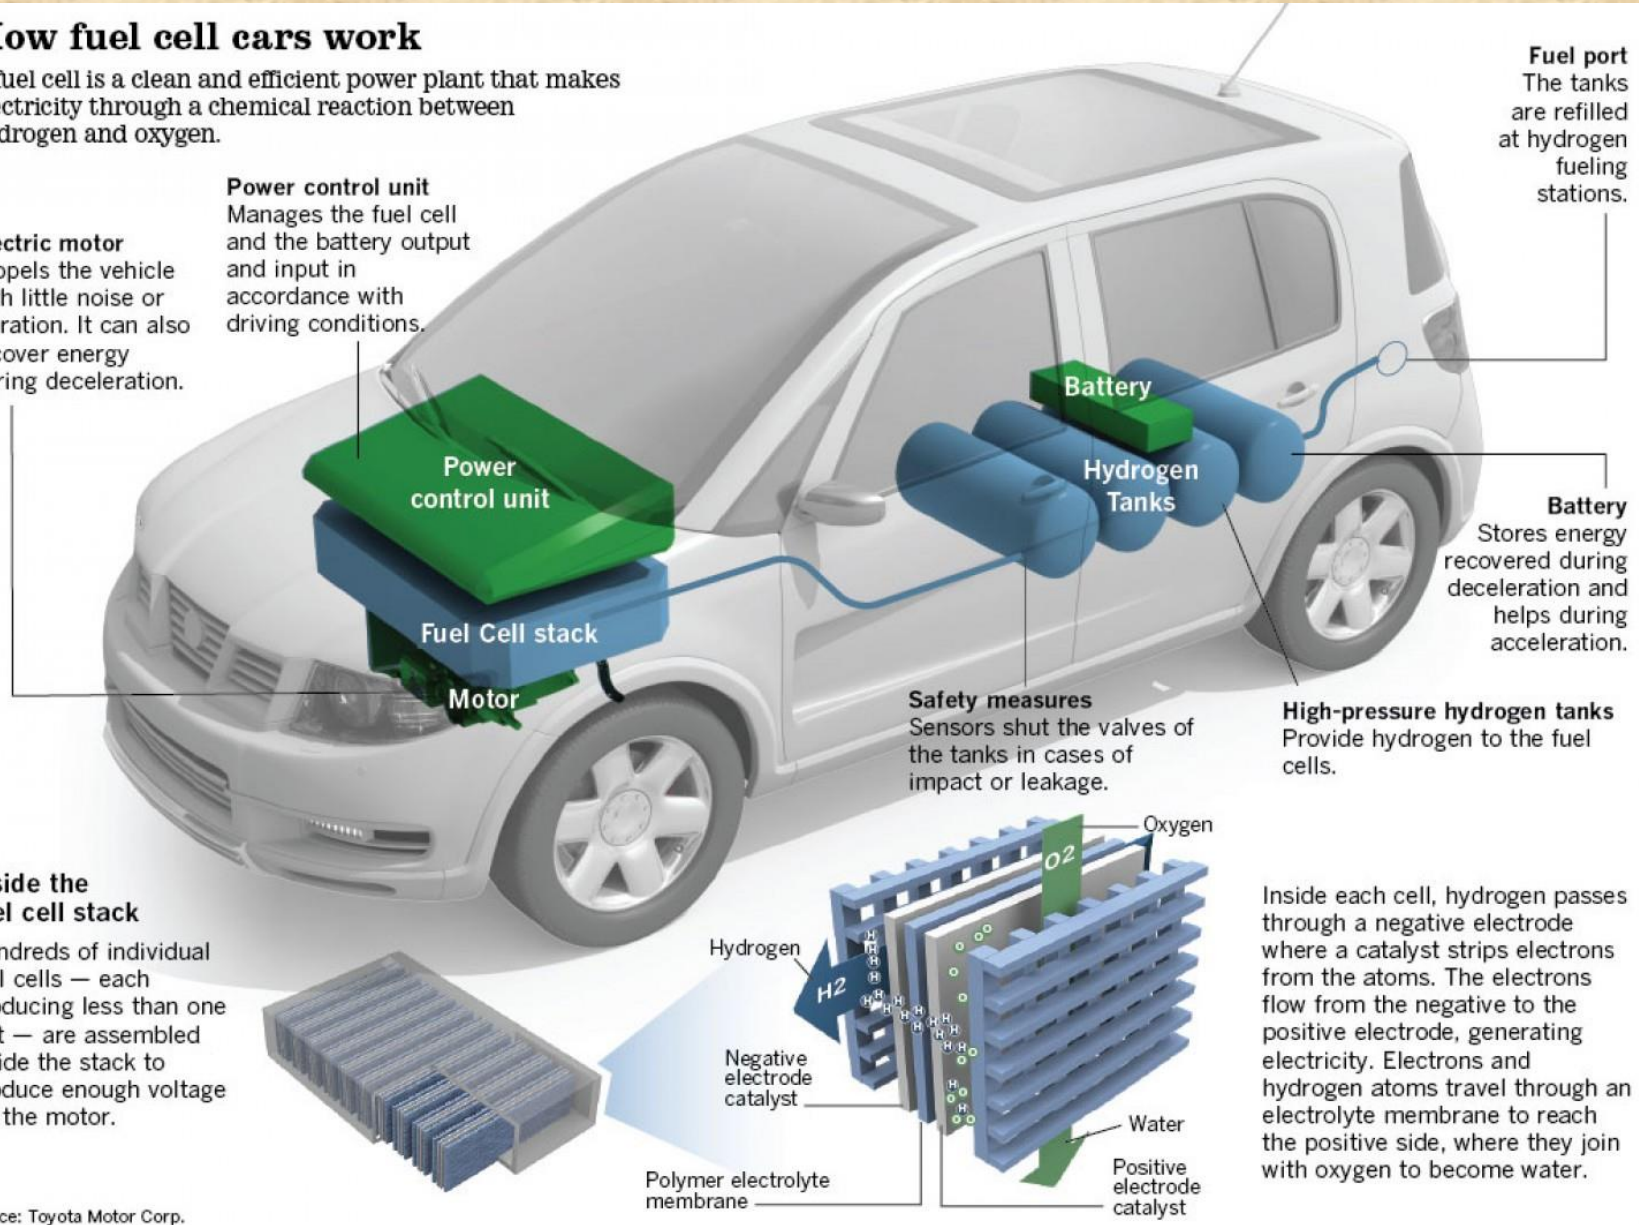 ow fuel cell cars work
fuel cell is a clean and efficient power plant that makes
ectricity through a chemical reaction between
drogen and oxygen.
Fuel port
The tanks
are refilled
at hydrogen
fueling
stations.
Power control unit
Manages the fuel cell
and the battery output
and input in
accordance with
driving conditions.
ectric motor
opels the vehicle
h little noise or
ration. It can also
cover energy
ring deceleration.
Battery
Hydrogen
Tanks
Power
control unit
Fuel Cell stack
Motor
Battery
Stores energy
recovered during
deceleration and
helps during
acceleration.
Safety measures
Sensors shut the valves of
the tanks in cases of
impact or leakage.
High-pressure hydrogen tanks
Provide hydrogen to the fuel
cells.
side the
el cell stack
ndreds of individual
l cells — each
oducing less than one
t — are assembled
ide the stack to
oduce enough voltage
the motor.
Oxygen
O2
Hydrogen
H2
Negative
electrode
catalyst
Water
Polymer electrolyte
membrane
Positive
electrode
catalyst
Inside each cell, hydrogen passes
through a negative electrode
where a catalyst strips electrons
from the atoms. The electrons
flow from the negative to the
positive electrode, generating
electricity. Electrons and
hydrogen atoms travel through an
electrolyte membrane to reach
the positive side, where they join
with oxygen to become water.
ce: Toyota Motor Corp.